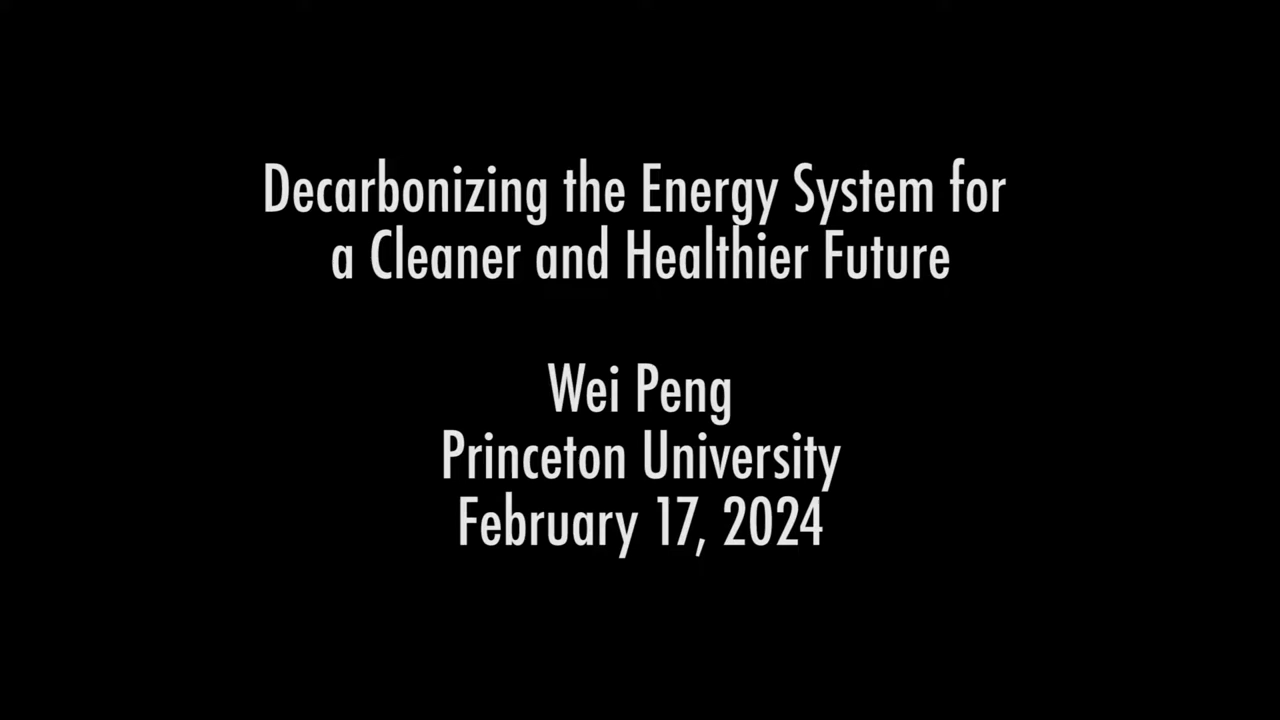 Decarbonizing the Energy System for
a Cleaner and Healthier Future
Wei Peng
Princeton University
February 17, 2024